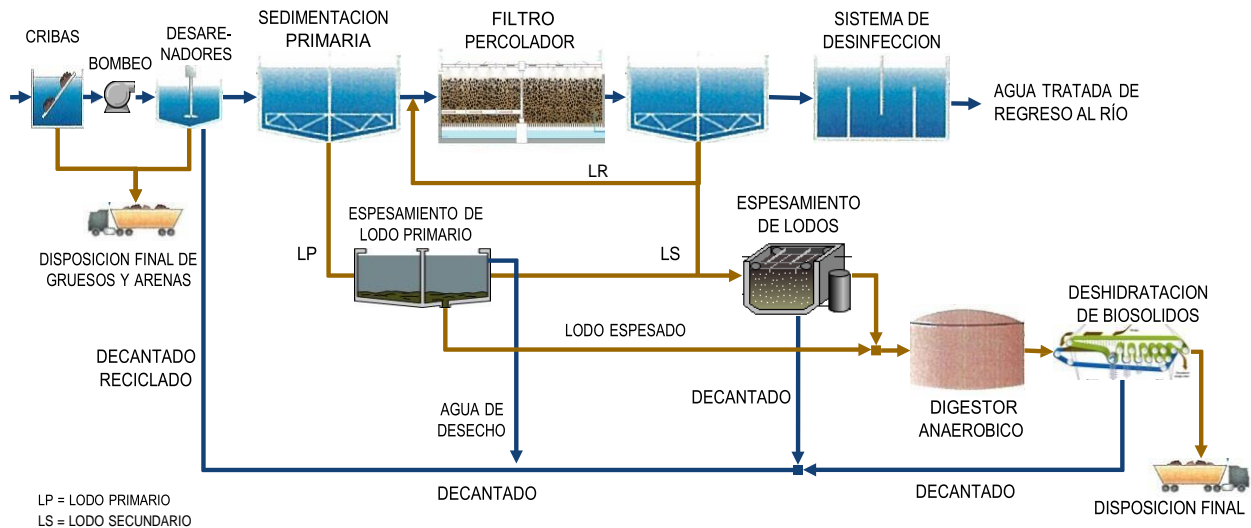 CRIBAS
BOMBEO
DESARE-
NADORES
SEDIMENTACION
PRIMARIA
FILTRO
PERCOLADOR
SISTEMA DE
DESINFECCION
AGUA TRATADA DE
REGRESO AL RÍO
LR
DISPOSICION FINAL DE
GRUESOS Y ARENAS
LP
ESPESAMIENTO DE
LODO PRIMARIO
LS
ESPESAMIENTO
DE LODOS
LODO ESPESADO
DESHIDRATACION
DE BIOSOLIDOS
DECANTADO
RECICLADO
AGUA DE
DESECHO
DECANTADO
DIGESTOR
ANAEROBICO
DECANTADO
DECANTADO
DISPOSICION FINAL
LP = LODO PRIMARIO
LS = LODO SECUNDARIO